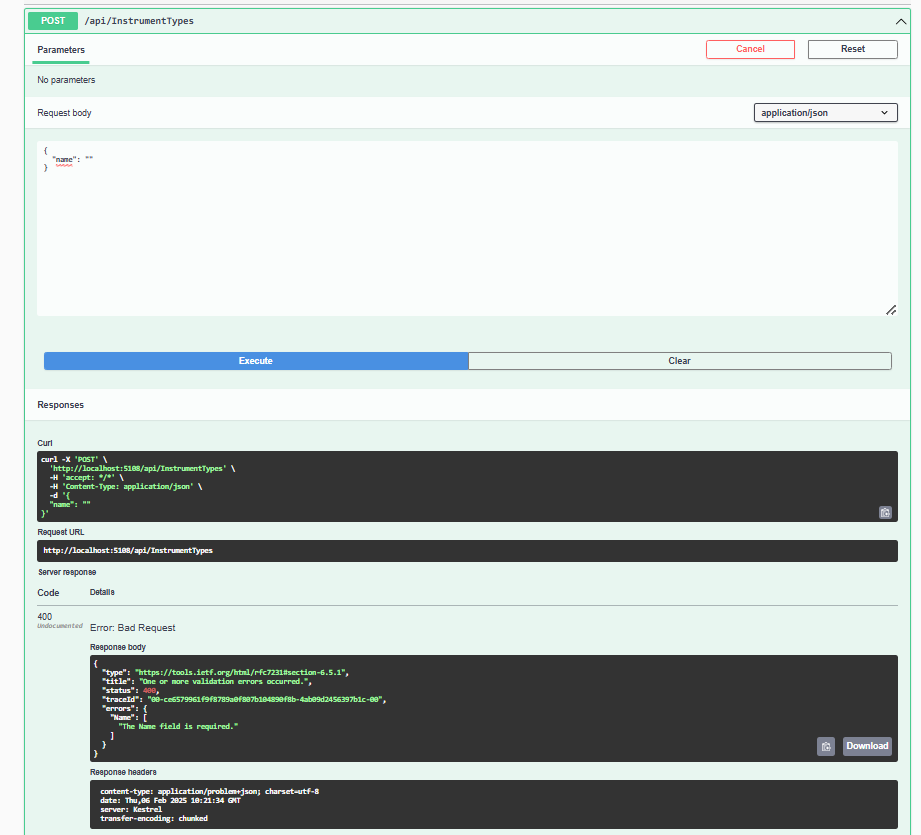 POST /api/InstrumentTypes
Parameters Cancel Reset
No parameters
Request body application/json
{
  "name": ""
}
Execute Clear
Responses
Curl
curl -X 'POST' \
  'http://localhost:5108/api/InstrumentTypes' \
  -H 'accept: */*' \
  -H 'Content-Type: application/json' \
  -d '{
  "name": ""
}'
Request URL
http://localhost:5108/api/InstrumentTypes
Server response
Code Details
400
Undocumented
Error: Bad Request
Response body
{
  "type": "https://tools.ietf.org/html/rfc7231#section-6.5.1",
  "title": "One or more validation errors occurred.",
  "status": 400,
  "traceId": "00-ce6579961f9f8789a0f807b104890f8b-4ab09d2456397b1c-00",
  "errors": {
    "Name": [
      "The Name field is required."
    ]
  }
}
Download
Response headers
content-type: application/problem+json; charset=utf-8
date: Thu,06 Feb 2025 10:21:34 GMT
server: Kestrel
transfer-encoding: chunked